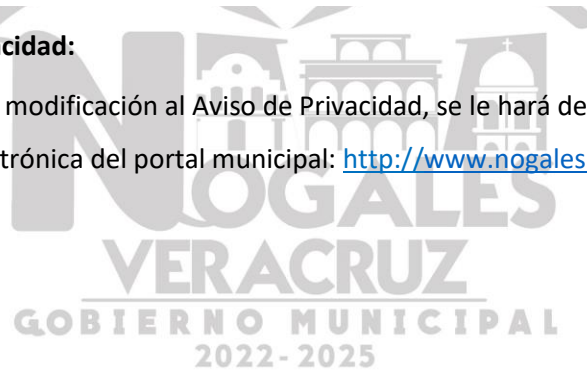 acidad:
modificación al Aviso de Privacidad, se le hará de
trónica del portal municipal: http://www.nogales
NOGALES
VERACRUZ
GOBIERNO MUNICIPAL
2022-2025